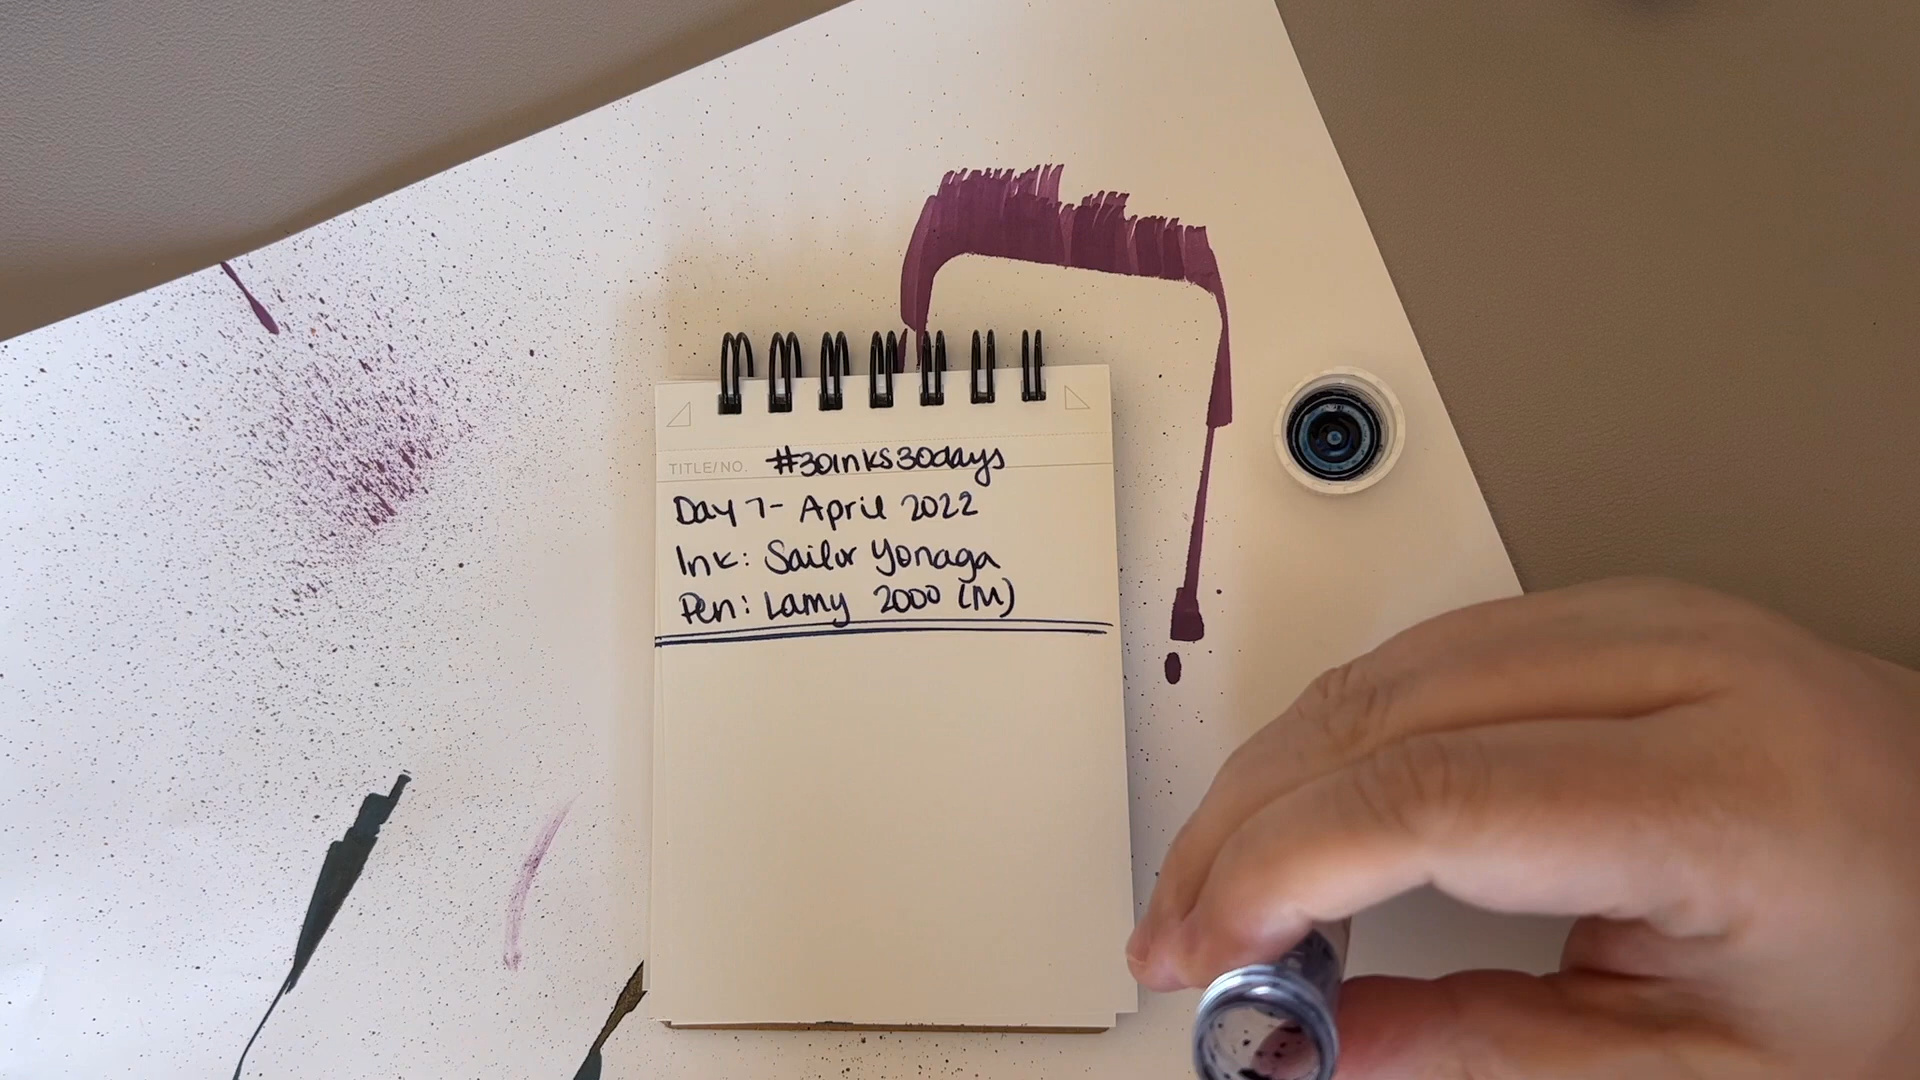 TITLE/NO. #30inks30days
Day 7 - April 2022
Ink: Sailor Yonaga
Pen: Lamy 2000 (M)